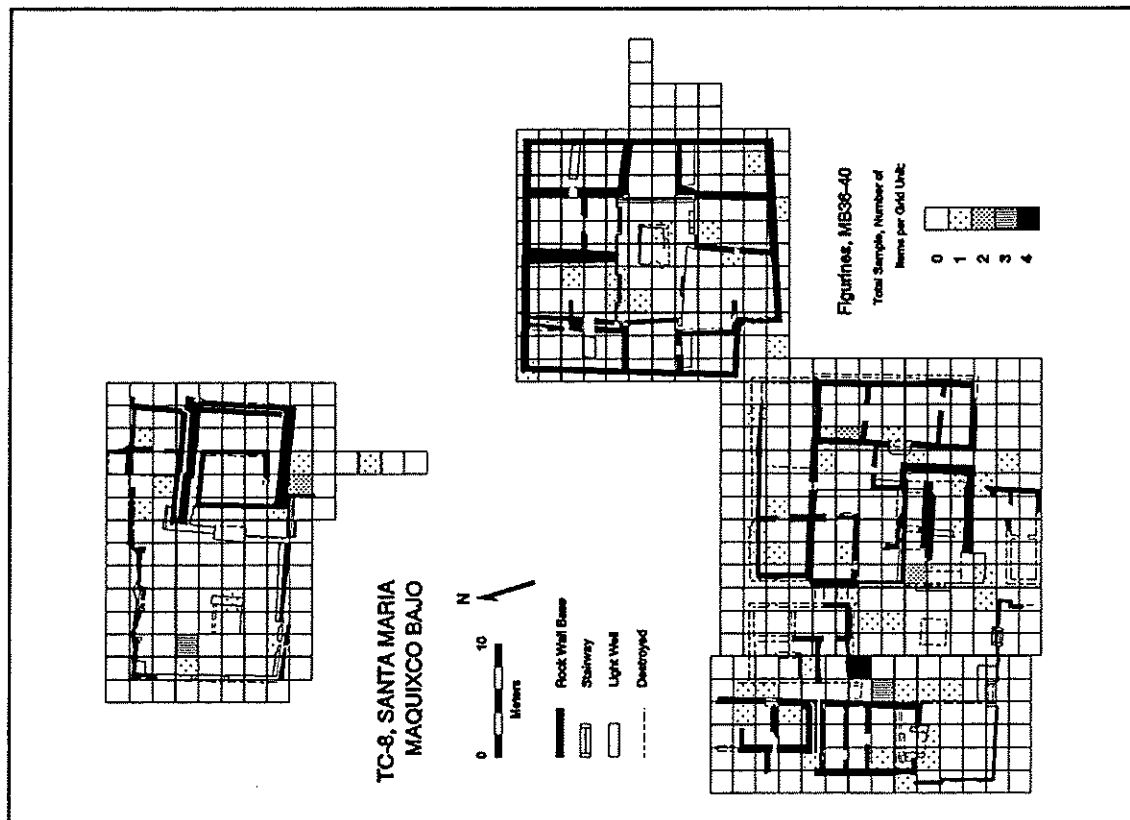 TC-8, SANTA MARIA
MAQUIXCO BAJO
N
0 10
Meters
Rock Wall Base
Stairway
Light Well
Destroyed
Figurines, MB36-40
Total Sample, Number of
Items per Grid Unit:
0
1
2
3
4